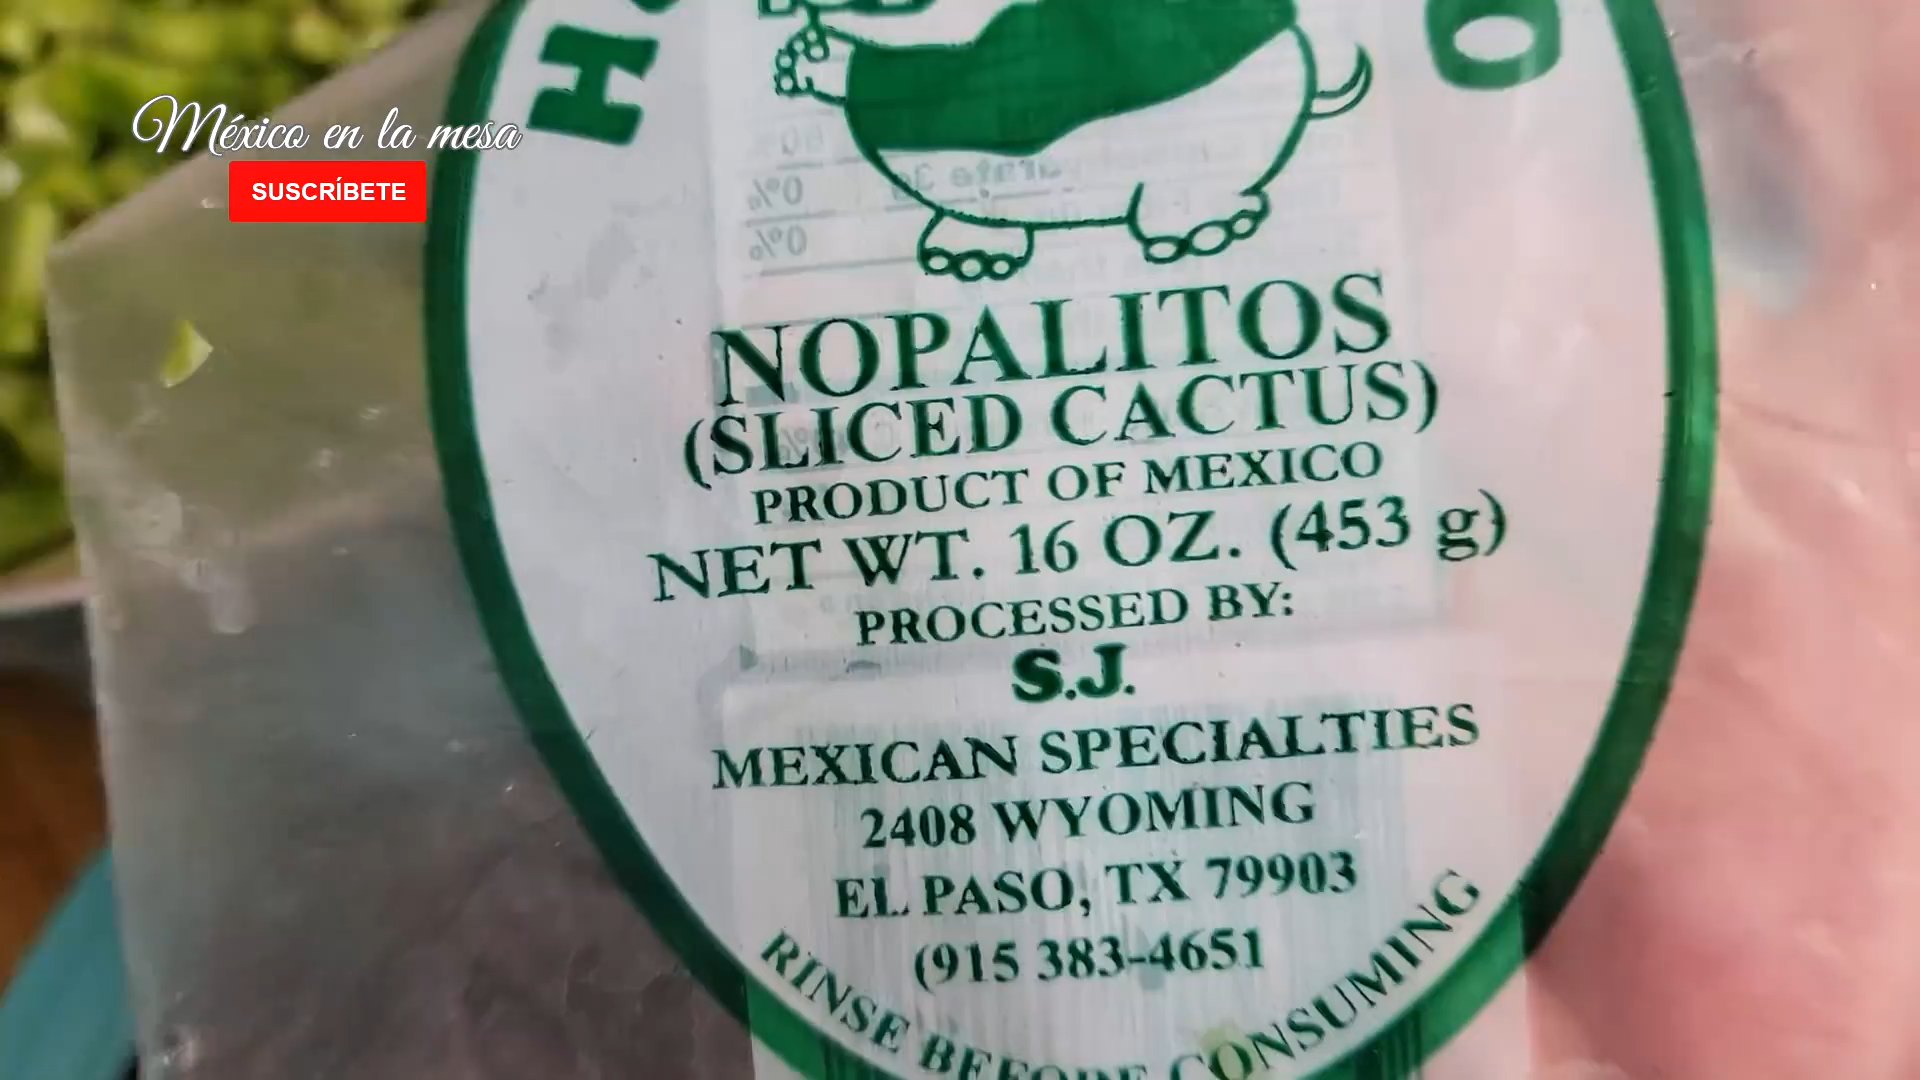 México en la mesa
SUSCRÍBETE
NOPALITOS
(SLICED CACTUS)
PRODUCT OF MEXICO
NET WT. 16 OZ. (453 g)
PROCESSED BY:
S.J.
MEXICAN SPECIALTIES
2408 WYOMING
EL PASO, TX 79903
(915 383-4651
RINSE BEFORE CONSUMING